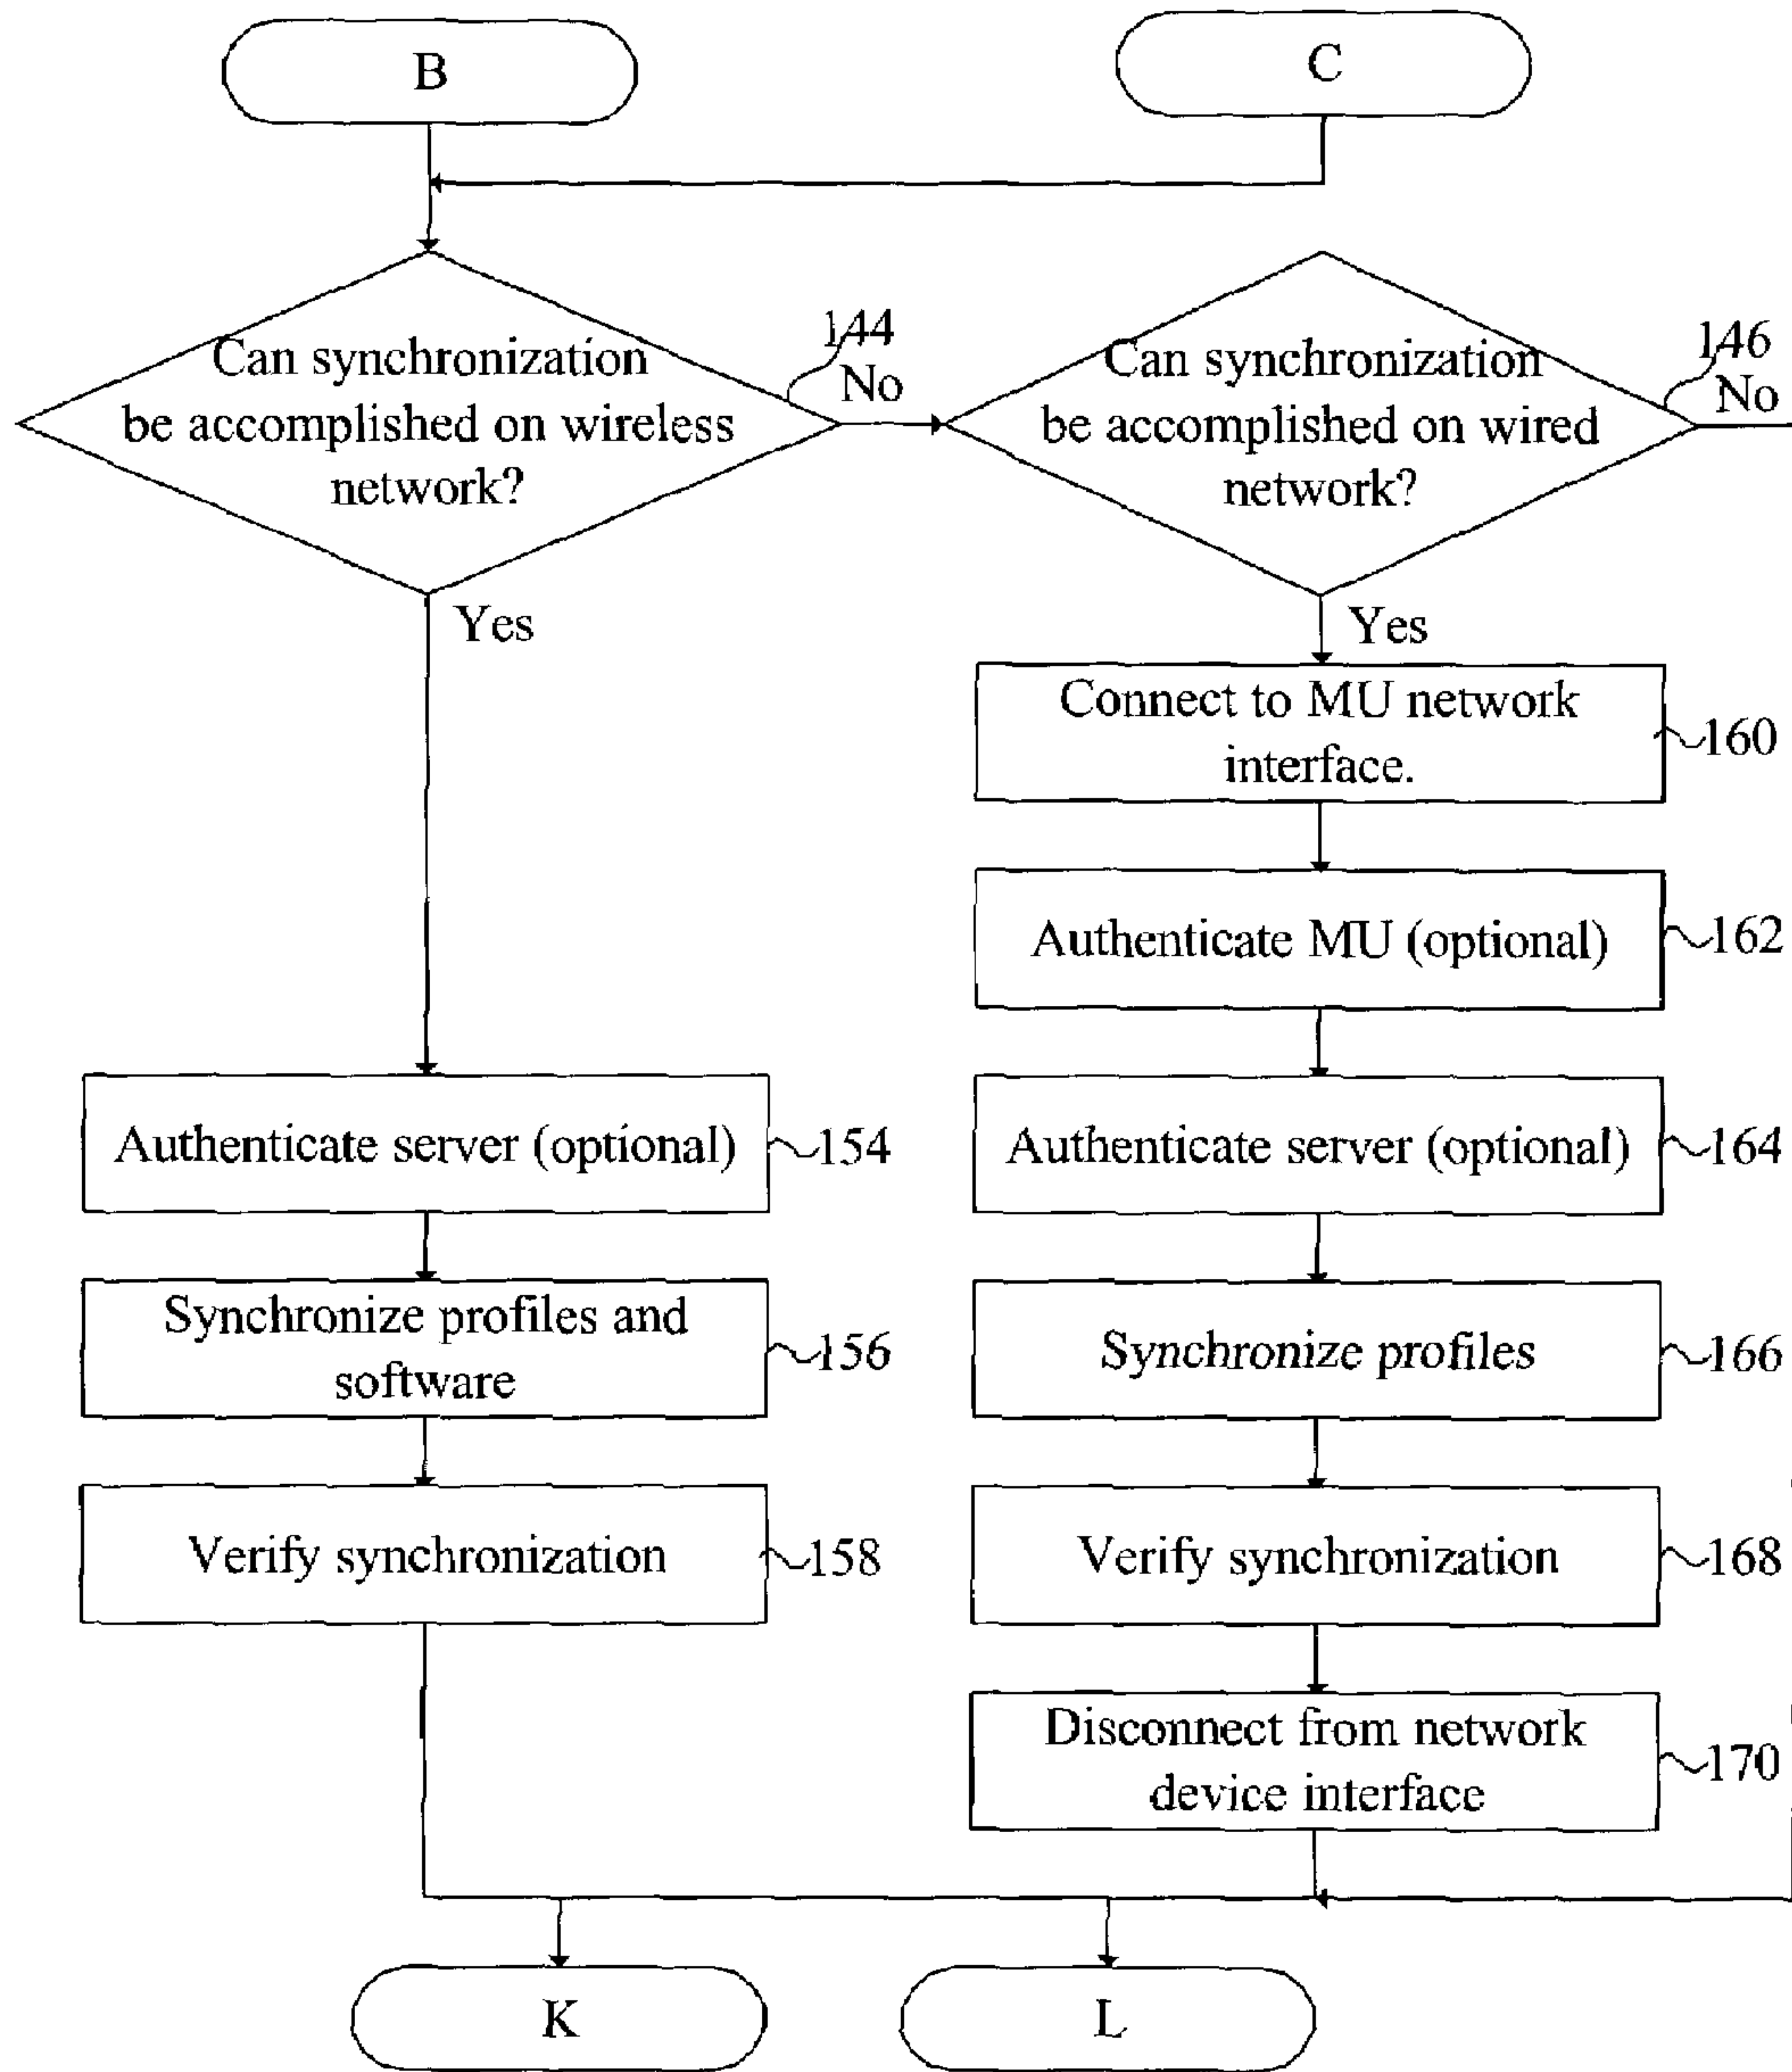 B
C
Can synchronization
be accomplished on wireless
network?
144
No
Can synchronization
be accomplished on wired
network?
146
No
Yes
Yes
Connect to MU network
interface.
160
Authenticate MU (optional)
162
Authenticate server (optional)
154
Authenticate server (optional)
164
Synchronize profiles and
software
156
Synchronize profiles
166
Verify synchronization
158
Verify synchronization
168
Disconnect from network
device interface
170
K
L